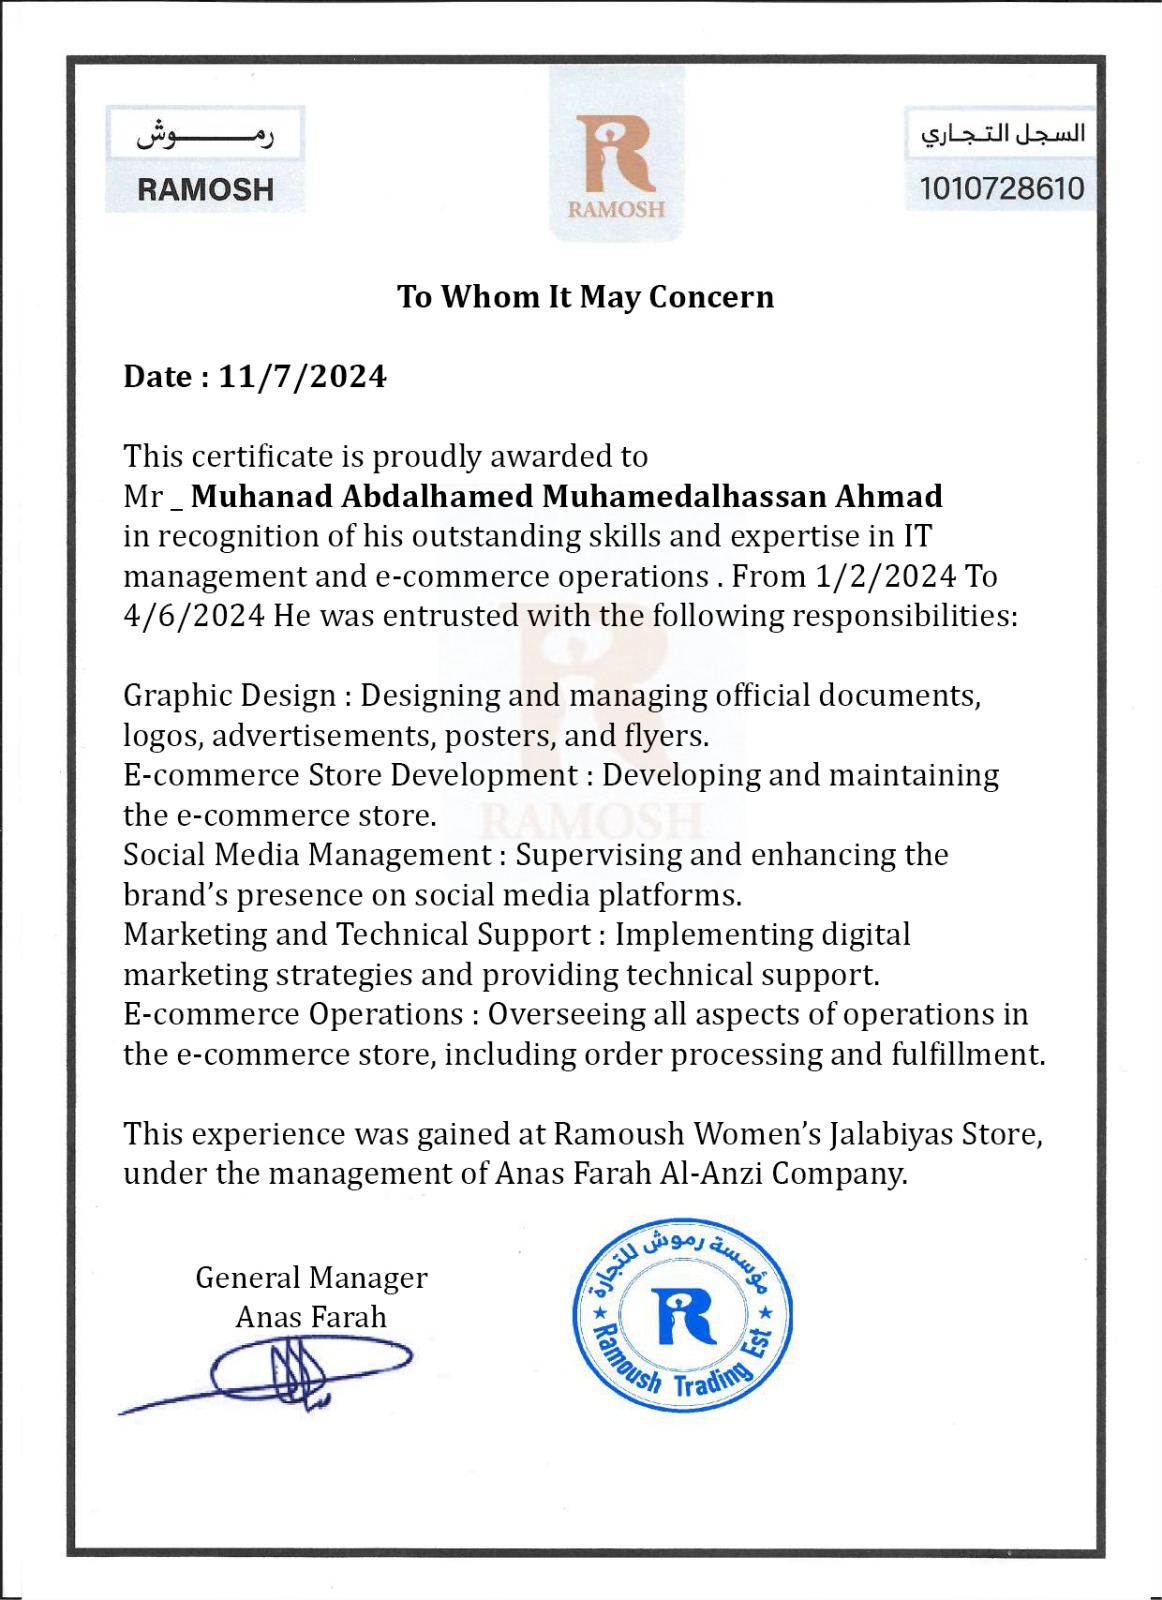 رمـــــوش
RAMOSH
RAMOSH
السجل التجاري
1010728610
To Whom It May Concern
Date : 11/7/2024
This certificate is proudly awarded to
Mr _ Muhanad Abdalhamed Muhamedalhassan Ahmad
in recognition of his outstanding skills and expertise in IT
management and e-commerce operations . From 1/2/2024 To
4/6/2024 He was entrusted with the following responsibilities:
Graphic Design : Designing and managing official documents,
logos, advertisements, posters, and flyers.
E-commerce Store Development : Developing and maintaining
the e-commerce store.
RAMOSH
Social Media Management : Supervising and enhancing the
brand’s presence on social media platforms.
Marketing and Technical Support : Implementing digital
marketing strategies and providing technical support.
E-commerce Operations : Overseeing all aspects of operations in
the e-commerce store, including order processing and fulfillment.
This experience was gained at Ramoush Women’s Jalabiyas Store,
under the management of Anas Farah Al-Anzi Company.
General Manager
Anas Farah
مؤسسة رموش للتجارة
R
Ramoush Trading Est